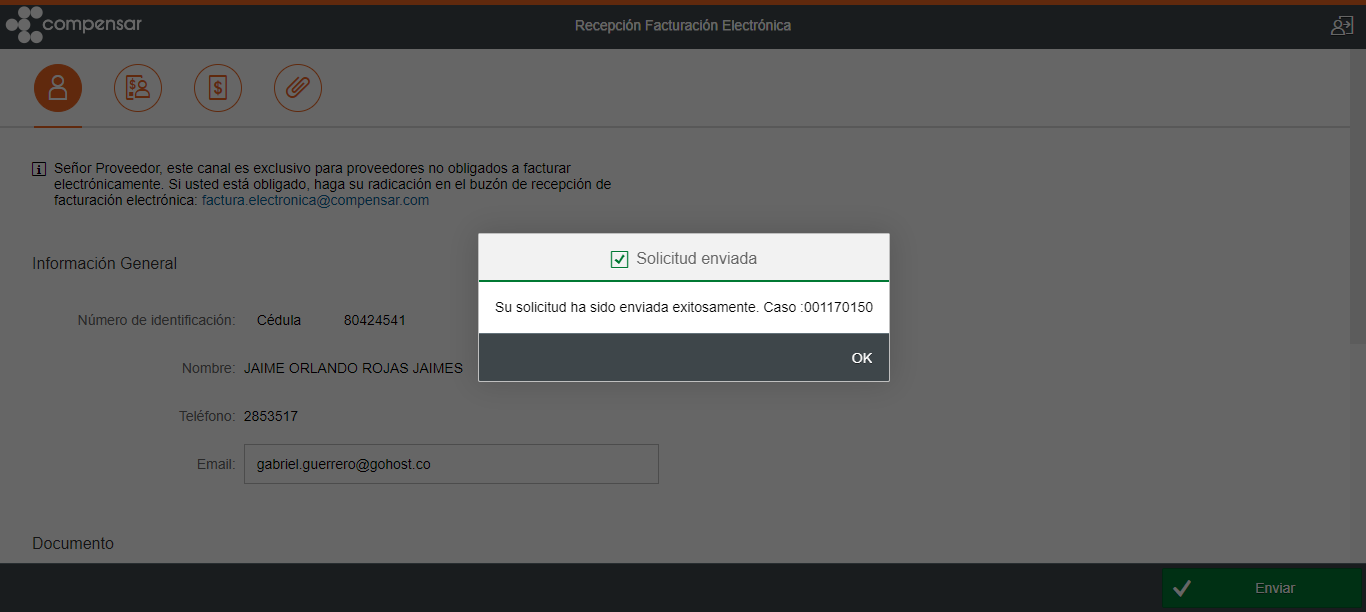 compensar
Recepción Facturación Electrónica
Señor Proveedor, este canal es exclusivo para proveedores no obligados a facturar
electrónicamente. Si usted está obligado, haga su radicación en el buzón de recepción de
facturación electrónica: factura.electronica@compensar.com
Solicitud enviada
Su solicitud ha sido enviada exitosamente. Caso :001170150
OK
Información General
Número de identificación: Cédula 80424541
Nombre: JAIME ORLANDO ROJAS JAIMES
Teléfono: 2853517
Email: gabriel.guerrero@gohost.co
Documento
Enviar